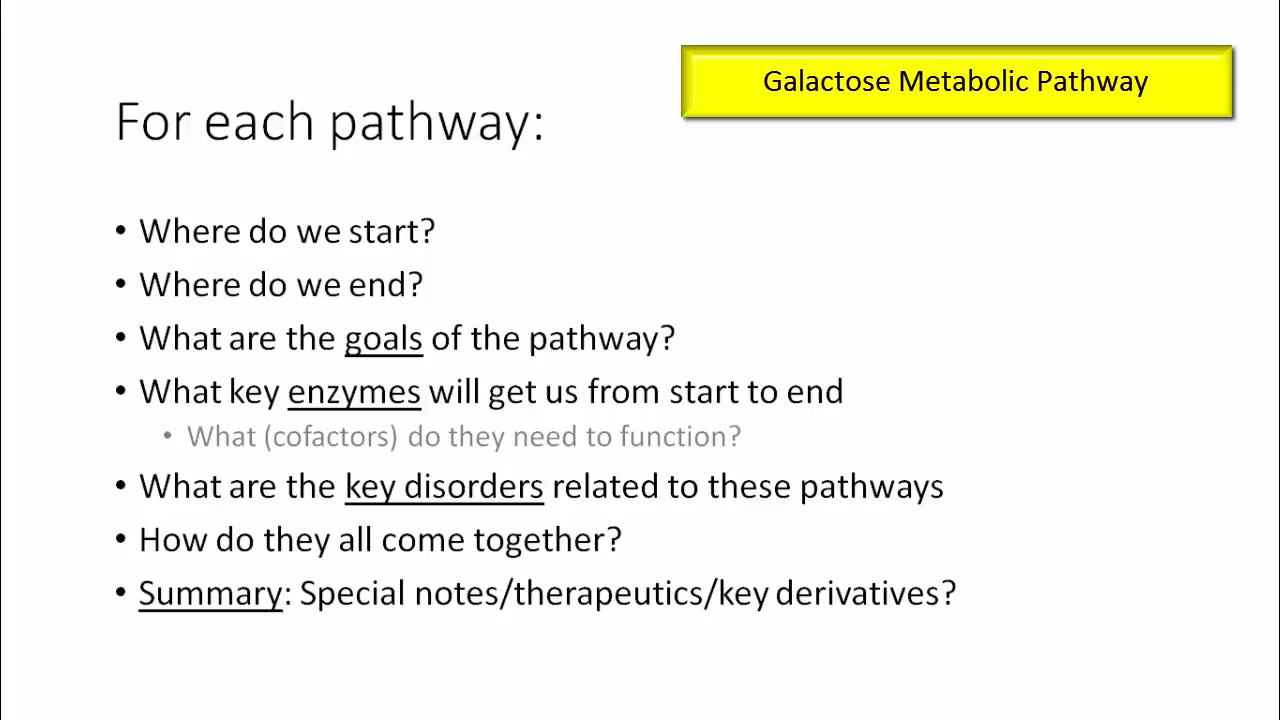 Galactose Metabolic Pathway
For each pathway:
• Where do we start?
• Where do we end?
• What are the goals of the pathway?
• What key enzymes will get us from start to end
• What (cofactors) do they need to function?
• What are the key disorders related to these pathways
• How do they all come together?
• Summary: Special notes/therapeutics/key derivatives?